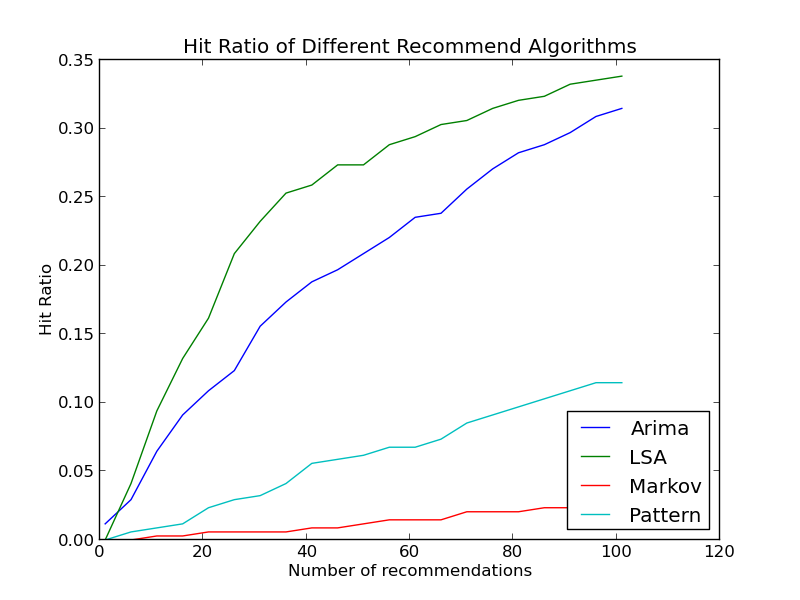 Hit Ratio of Different Recommend Algorithms
0.35
0.30
0.25
0.20
0.15
0.10
0.05
0.00
Hit Ratio
0 20 40 60 80 100 120
Number of recommendations
Arima
LSA
Markov
Pattern